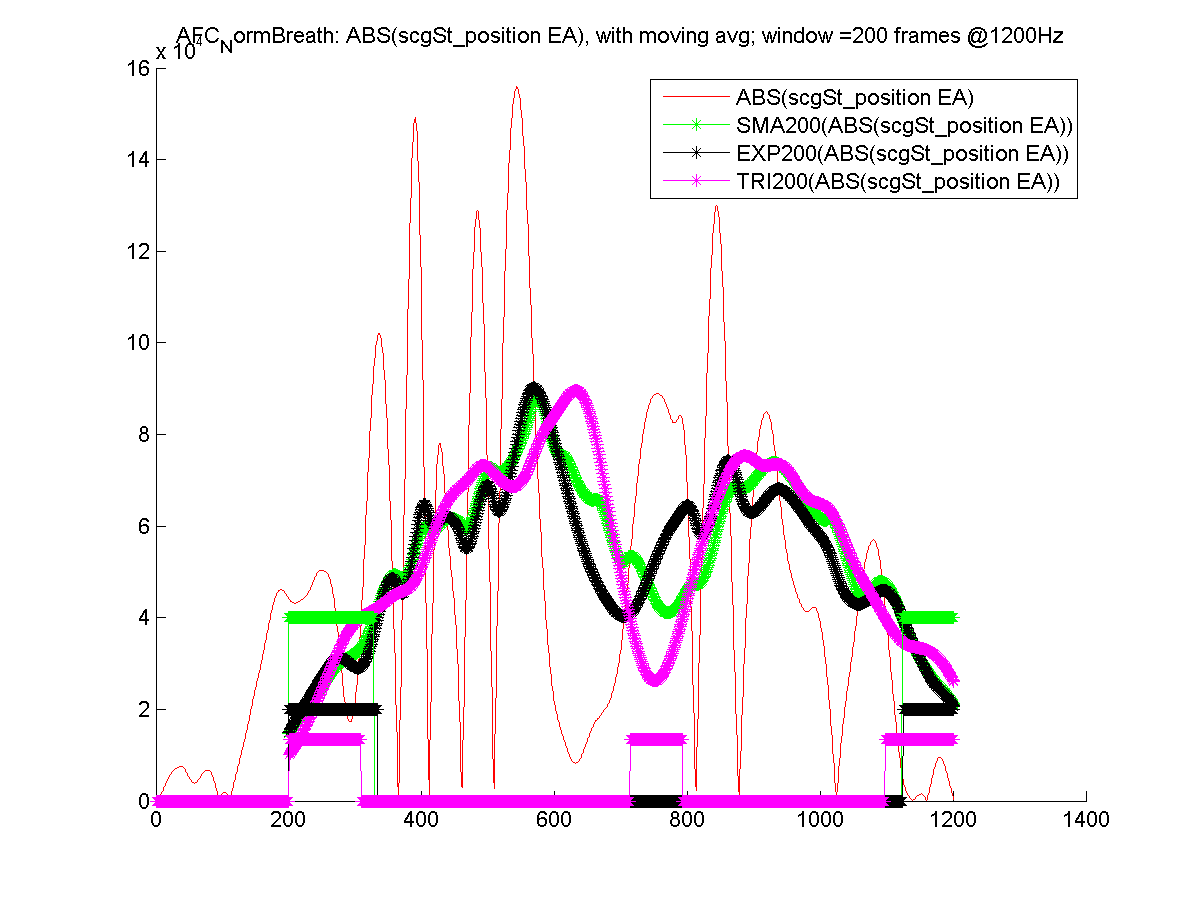 AFC_NormBreath: ABS(scgSt_position EA), with moving avg; window =200 frames @1200Hz
x 10^4
ABS(scgSt_position EA)
SMA200(ABS(scgSt_position EA))
EXP200(ABS(scgSt_position EA))
TRI200(ABS(scgSt_position EA))
16
14
12
10
8
6
4
2
0
0 200 400 600 800 1000 1200 1400